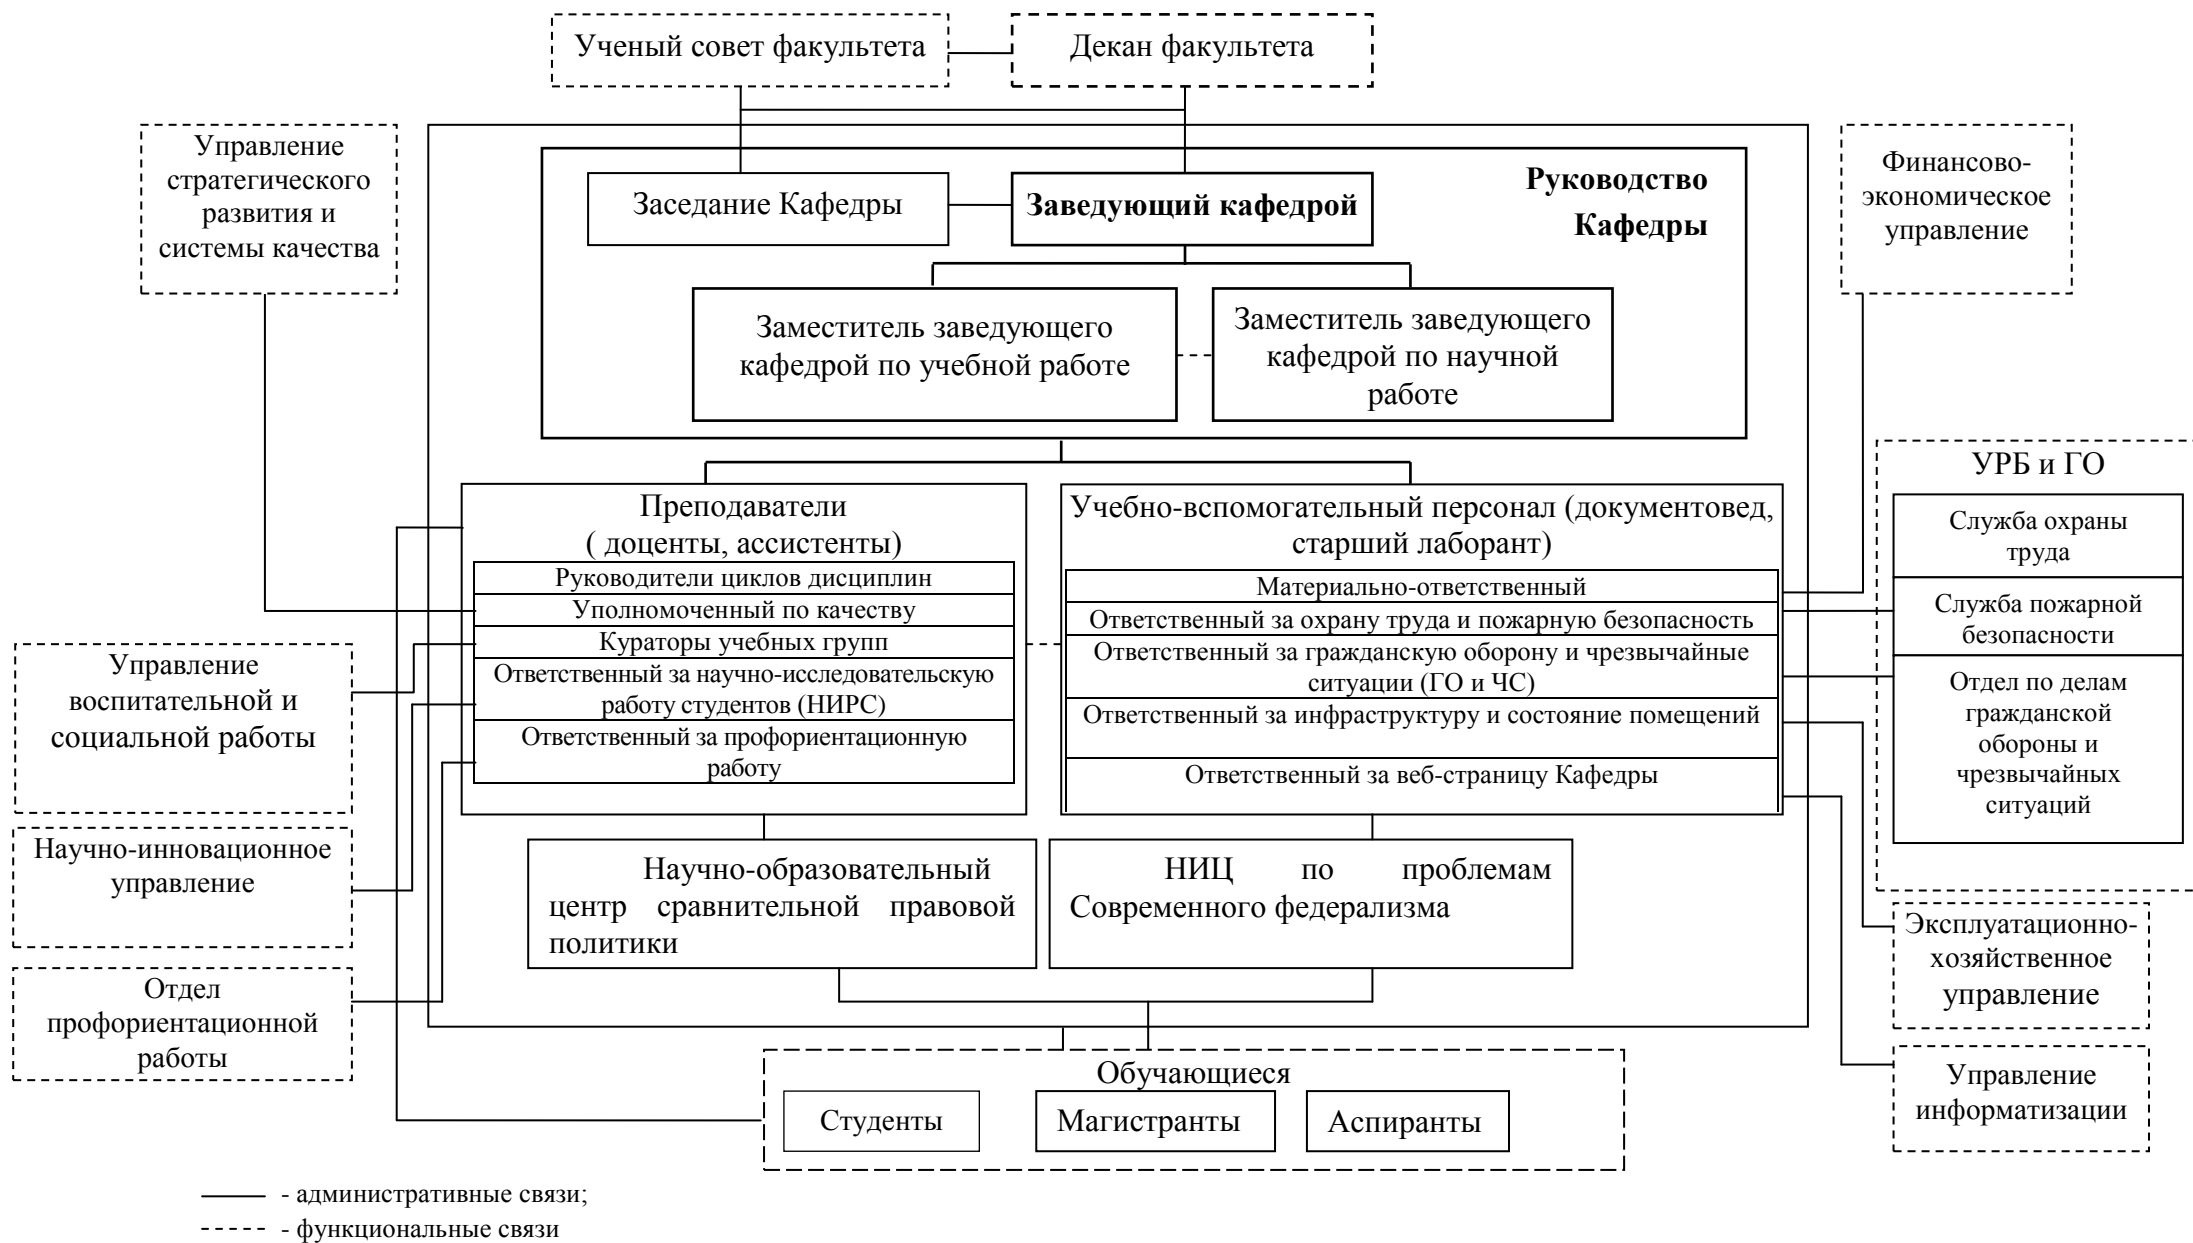 Ученый совет факультета
Декан факультета
Управление
стратегического
развития и
системы качества
Финансово-
экономическое
управление
Руководство
Кафедры
Заседание Кафедры
Заведующий кафедрой
Заместитель заведующего
кафедрой по учебной работе
Заместитель заведующего
кафедрой по научной
работе
УРБ и ГО
Служба охраны
труда
Служба пожарной
безопасности
Отдел по делам
гражданской
обороны и
чрезвычайных
ситуаций
Преподаватели
( доценты, ассистенты)
Руководители циклов дисциплин
Уполномоченный по качеству
Кураторы учебных групп
Ответственный за научно-исследовательскую
работу студентов (НИРС)
Ответственный за профориентационную
работу
Учебно-вспомогательный персонал (документовед,
старший лаборант)
Материально-ответственный
Ответственный за охрану труда и пожарную безопасность
Ответственный за гражданскую оборону и чрезвычайные
ситуации (ГО и ЧС)
Ответственный за инфраструктуру и состояние помещений
Ответственный за веб-страницу Кафедры
Управление
воспитательной и
социальной работы
Научно-инновационное
управление
Отдел
профориентационной
работы
Научно-образовательный
центр сравнительной правовой
политики
НИЦ по проблемам
Современного федерализма
Эксплуатационно-
хозяйственное
управление
Управление
информатизации
Обучающиеся
Студенты
Магистранты
Аспиранты
- административные связи;
- функциональные связи